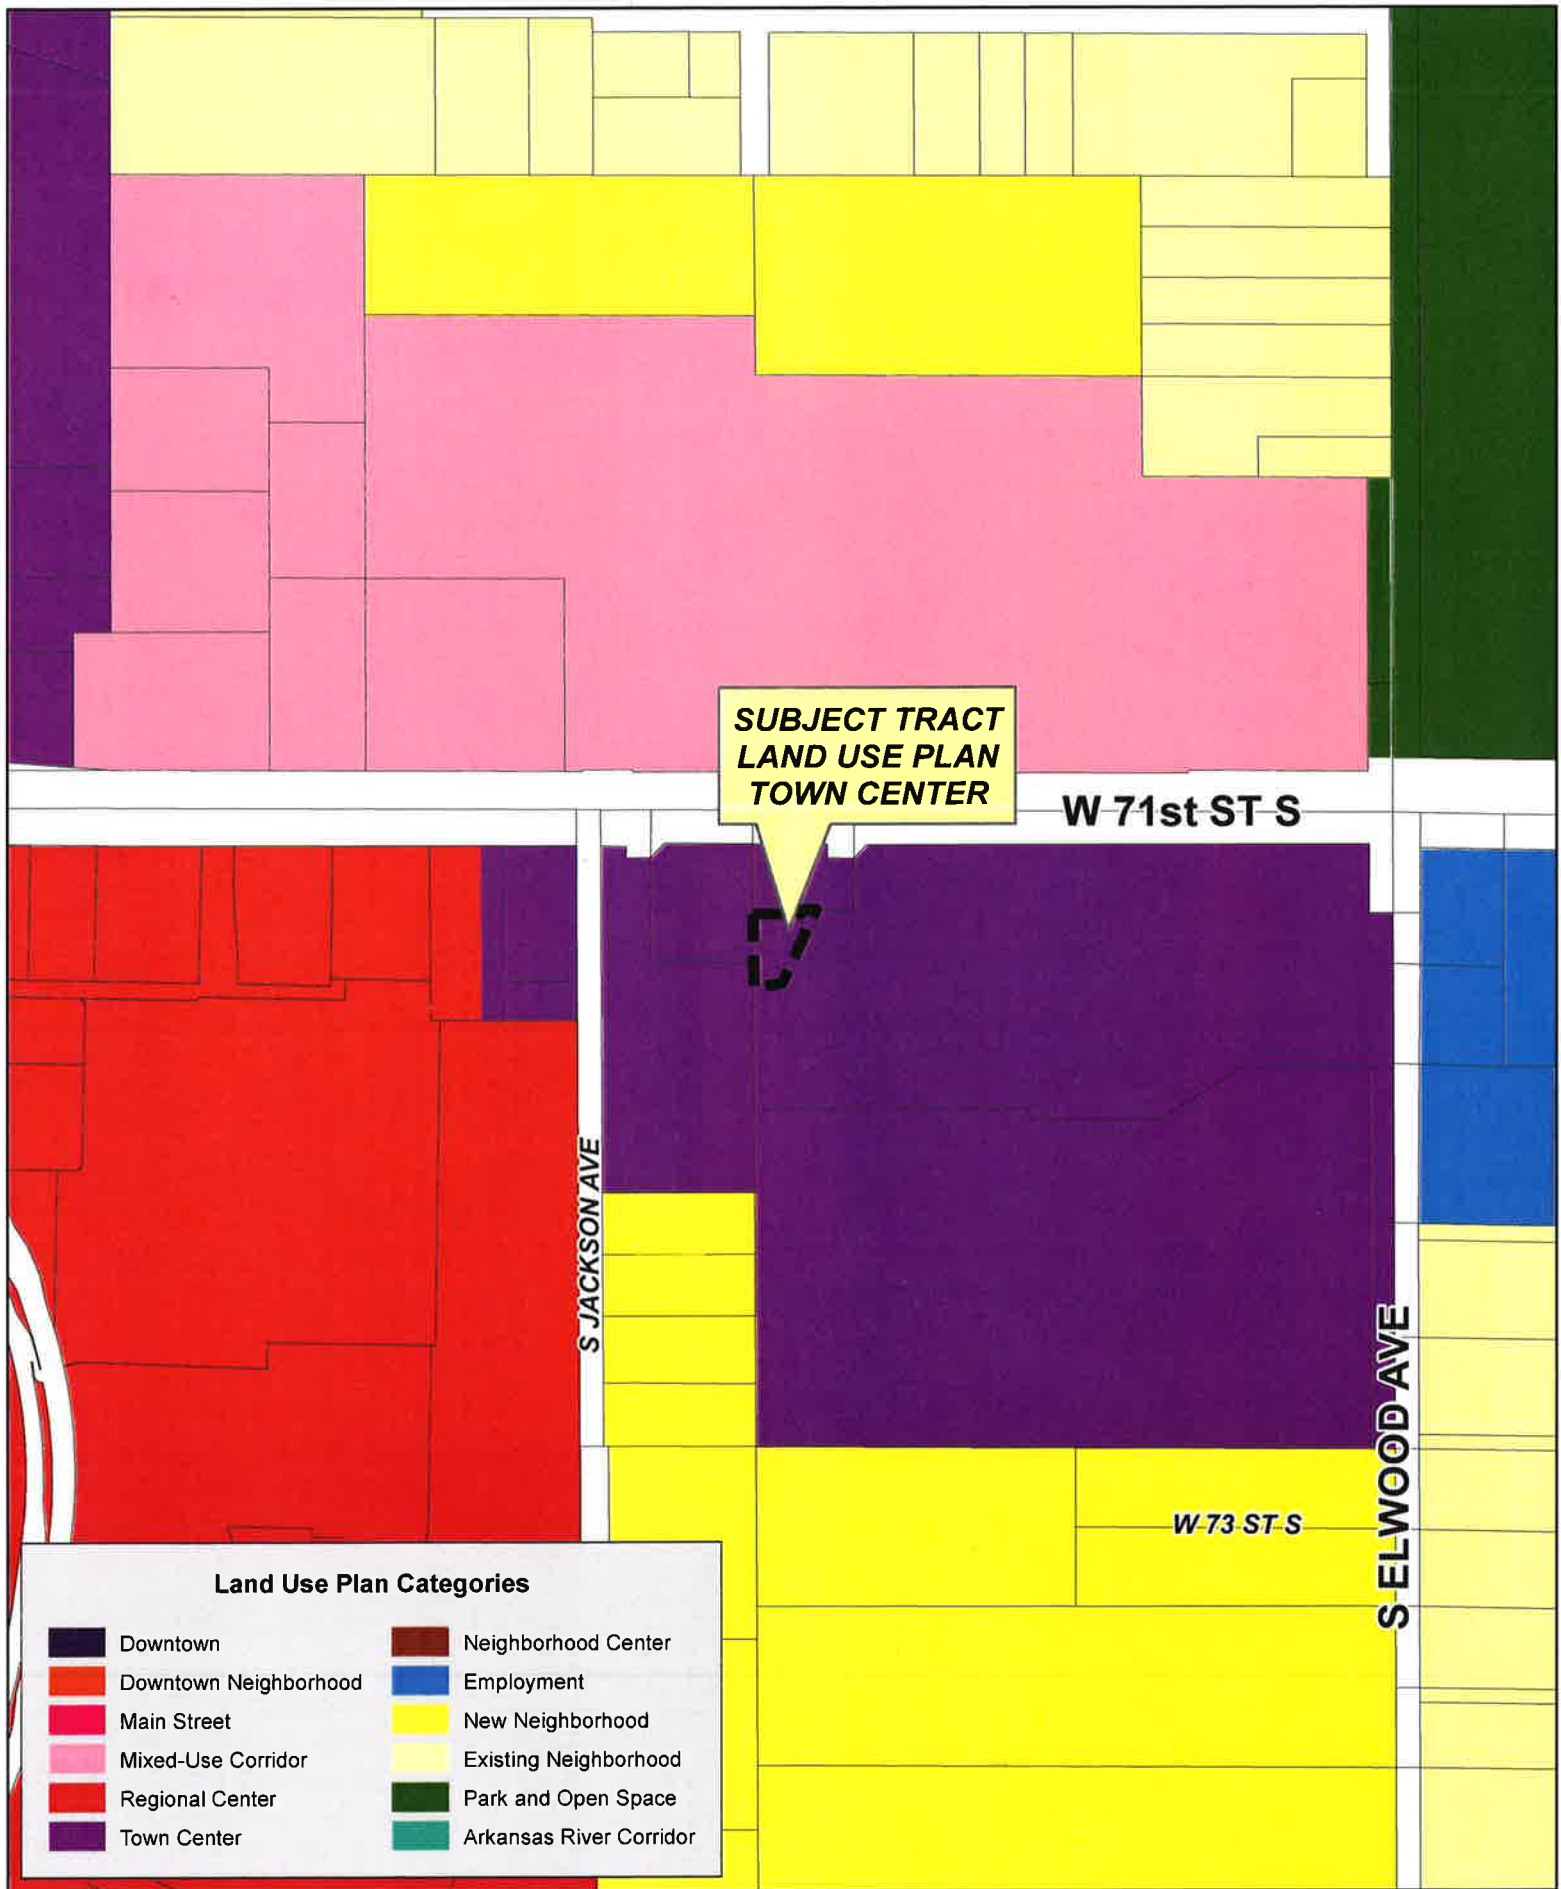 SUBJECT TRACT
LAND USE PLAN
TOWN CENTER
W 71st ST S
S JACKSON AVE
S ELWOOD AVE
W 73 ST S
Land Use Plan Categories
Downtown
Downtown Neighborhood
Main Street
Mixed-Use Corridor
Regional Center
Town Center
Neighborhood Center
Employment
New Neighborhood
Existing Neighborhood
Park and Open Space
Arkansas River Corridor